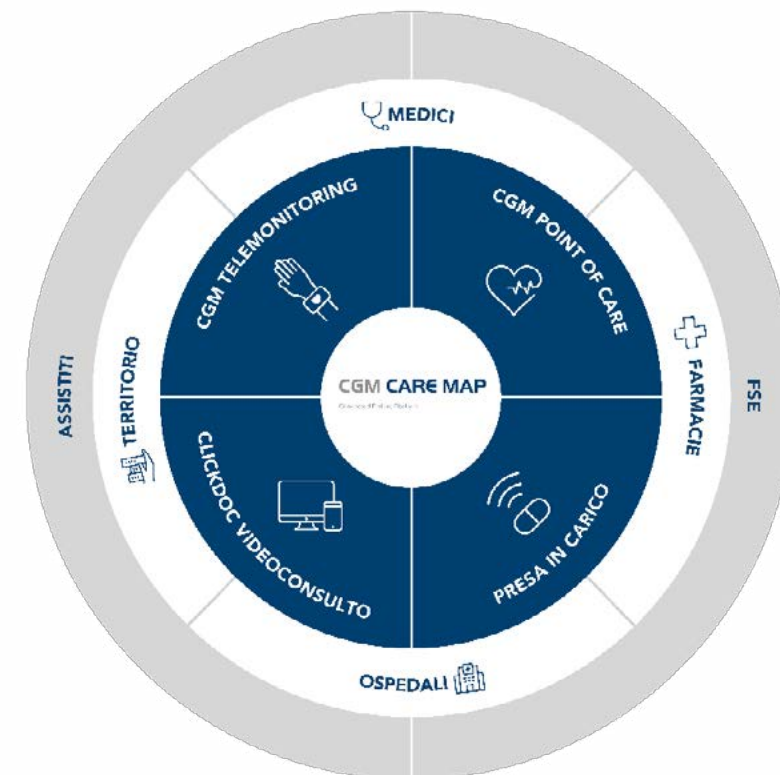 MEDICI
CGM TELEMONITORING
CGM POINT OF CARE
ASSISTITI
TERRITORIO
CGM CARE MAP
FARMACIE
FSE
CLICKDOC VIDEOCONSULTO
PRESA IN CARICO
OSPEDALI